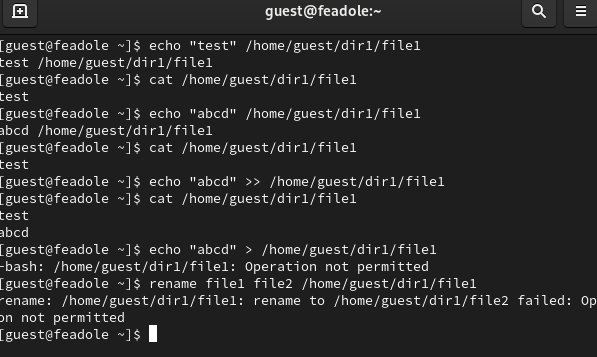 guest@feadole:~
[guest@feadole ~]$ echo "test" /home/guest/dir1/file1
test /home/guest/dir1/file1
[guest@feadole ~]$ cat /home/guest/dir1/file1
test
[guest@feadole ~]$ echo "abcd" /home/guest/dir1/file1
abcd /home/guest/dir1/file1
[guest@feadole ~]$ cat /home/guest/dir1/file1
test
[guest@feadole ~]$ echo "abcd" >> /home/guest/dir1/file1
[guest@feadole ~]$ cat /home/guest/dir1/file1
test
abcd
[guest@feadole ~]$ echo "abcd" > /home/guest/dir1/file1
-bash: /home/guest/dir1/file1: Operation not permitted
[guest@feadole ~]$ rename file1 file2 /home/guest/dir1/file1
rename: /home/guest/dir1/file1: rename to /home/guest/dir1/file2 failed: Op
on not permitted
[guest@feadole ~]$